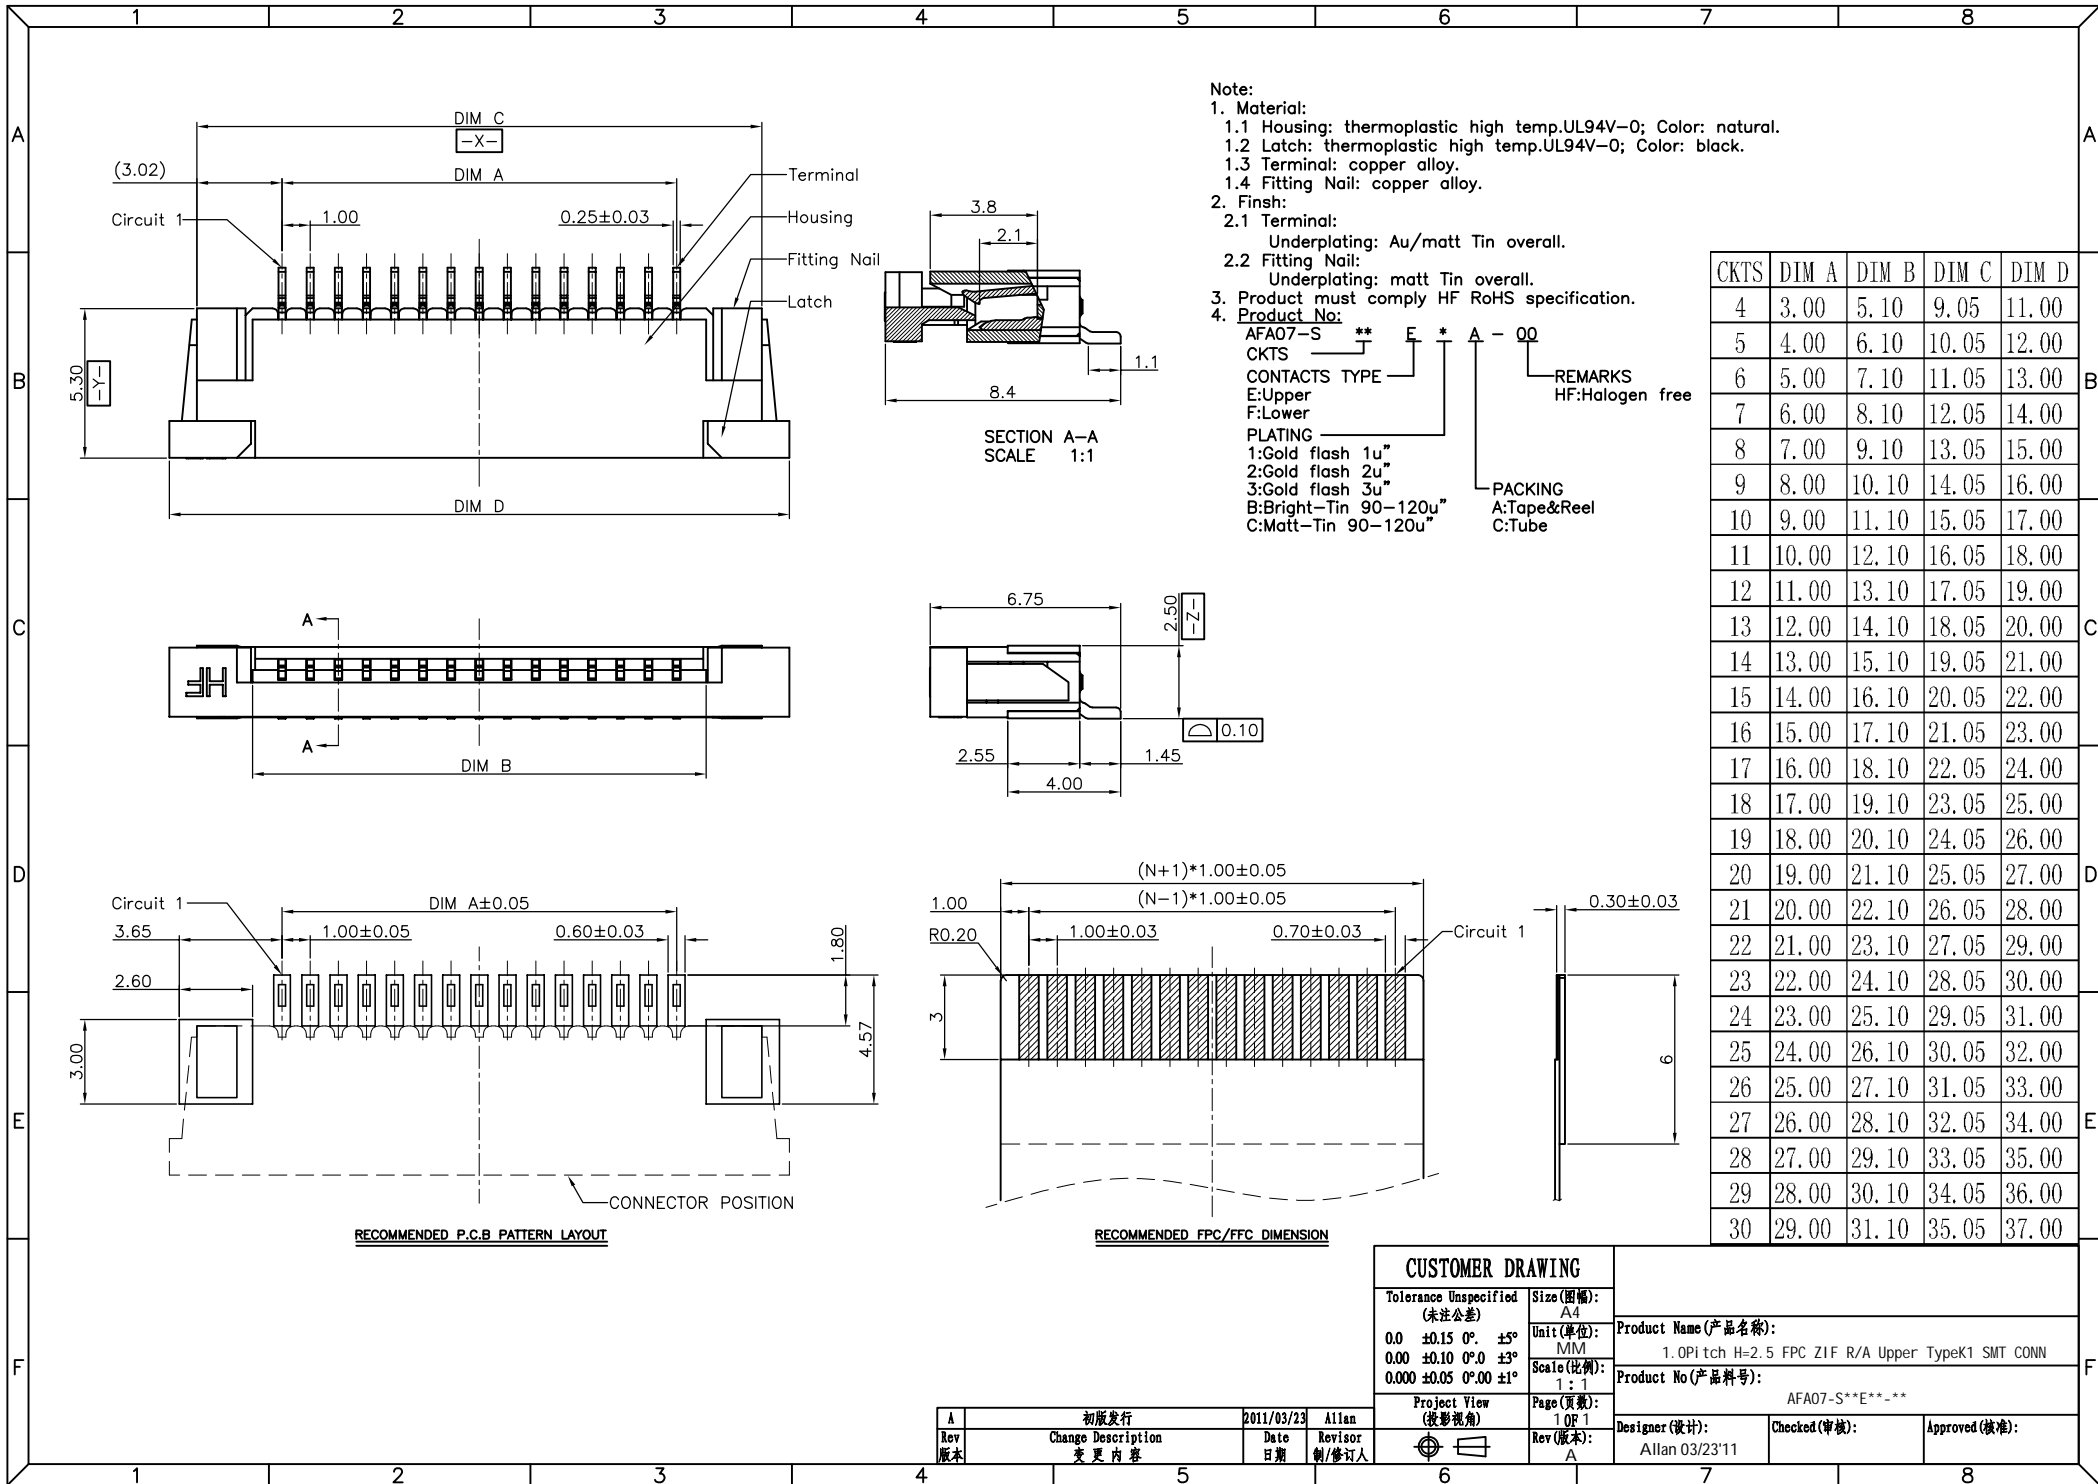 1 2 3 4 5 6 7 8
A
B
C
D
E
F
A
B
C
D
E
F
1 2 3 4 5 6 7 8
DIM C
-X-
(3.02)
DIM A
Terminal
Circuit 1
1.00
0.25±0.03
Housing
Fitting Nail
Latch
5.30
-Y-
DIM D
3.8
2.1
1.1
8.4
SECTION A-A
SCALE 1:1
Note:
1. Material:
1.1 Housing: thermoplastic high temp.UL94V-0; Color: natural.
1.2 Latch: thermoplastic high temp.UL94V-0; Color: black.
1.3 Terminal: copper alloy.
1.4 Fitting Nail: copper alloy.
2. Finsh:
2.1 Terminal:
Underplating: Au/matt Tin overall.
2.2 Fitting Nail:
Underplating: matt Tin overall.
3. Product must comply HF RoHS specification.
4. Product No:
AFA07-S ** E * A - 00
CKTS
CONTACTS TYPE
E:Upper
F:Lower
REMARKS
HF:Halogen free
PLATING
1:Gold flash 1u"
2:Gold flash 2u"
3:Gold flash 3u"
B:Bright-Tin 90-120u"
C:Matt-Tin 90-120u"
PACKING
A:Tape&Reel
C:Tube
CKTS DIM A DIM B DIM C DIM D
4 3.00 5.10 9.05 11.00
5 4.00 6.10 10.05 12.00
6 5.00 7.10 11.05 13.00
7 6.00 8.10 12.05 14.00
8 7.00 9.10 13.05 15.00
9 8.00 10.10 14.05 16.00
10 9.00 11.10 15.05 17.00
11 10.00 12.10 16.05 18.00
12 11.00 13.10 17.05 19.00
13 12.00 14.10 18.05 20.00
14 13.00 15.10 19.05 21.00
15 14.00 16.10 20.05 22.00
16 15.00 17.10 21.05 23.00
17 16.00 18.10 22.05 24.00
18 17.00 19.10 23.05 25.00
19 18.00 20.10 24.05 26.00
20 19.00 21.10 25.05 27.00
21 20.00 22.10 26.05 28.00
22 21.00 23.10 27.05 29.00
23 22.00 24.10 28.05 30.00
24 23.00 25.10 29.05 31.00
25 24.00 26.10 30.05 32.00
26 25.00 27.10 31.05 33.00
27 26.00 28.10 32.05 34.00
28 27.00 29.10 33.05 35.00
29 28.00 30.10 34.05 36.00
30 29.00 31.10 35.05 37.00
A
A
HF
DIM B
6.75
2.50
-Z-
0.10
2.55
1.45
4.00
Circuit 1
DIM A±0.05
3.65
1.00±0.05
0.60±0.03
1.80
2.60
3.00
4.57
CONNECTOR POSITION
RECOMMENDED P.C.B PATTERN LAYOUT
(N+1)*1.00±0.05
(N-1)*1.00±0.05
1.00
R0.20
1.00±0.03
0.70±0.03
Circuit 1
3
0.30±0.03
6
RECOMMENDED FPC/FFC DIMENSION
CUSTOMER DRAWING
Tolerance Unspecified
(未注公差)
0.0 ±0.15 0°. ±5°
0.00 ±0.10 0°.0 ±3°
0.000 ±0.05 0°.00 ±1°
Project View
(投影视角)
Size(图幅):
A4
Unit(单位):
MM
Scale(比例):
1:1
Page(页数):
1 OF 1
Rev(版本):
A
Product Name(产品名称):
1.0Pitch H=2.5 FPC ZIF R/A Upper TypeK1 SMT CONN
Product No(产品料号):
AFA07-S**E**-**
Designer(设计):
Allan 03/23'11
Checked(审核):
Approved(核准):
A 初版发行 2011/03/23 Allan
Rev Change Description Date Revisor
版本 变更内容 日期 制/修订人